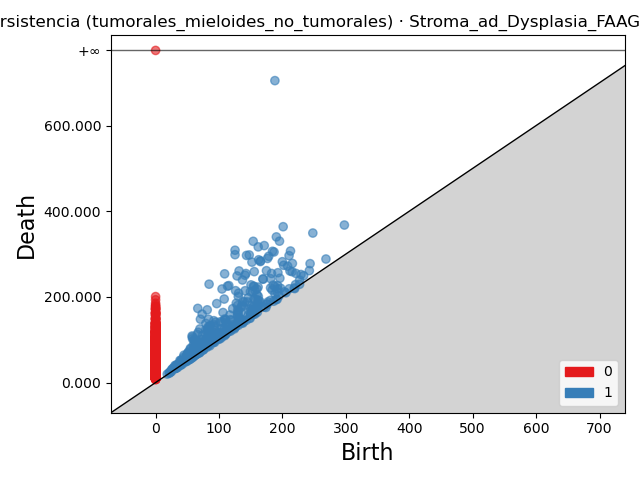 rsistencia (tumorales_mieloides_no_tumorales) · Stroma_ad_Dysplasia_FAAG
+∞
600.000
400.000
200.000
0.000
Death
0
1
0 100 200 300 400 500 600 700
Birth